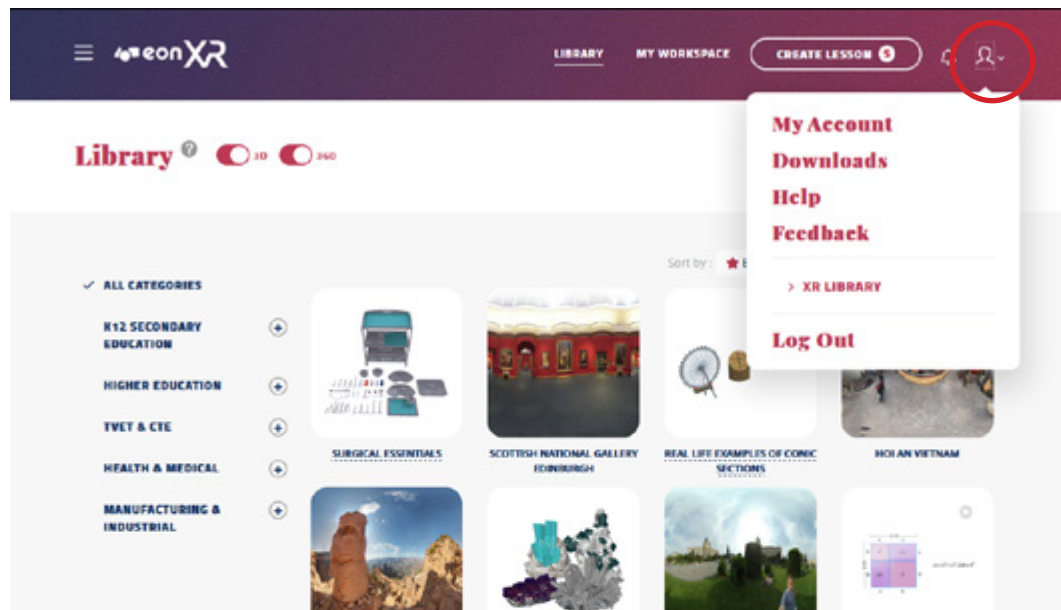 eonXR
LIBRARY
MY WORKSPACE
CREATE LESSON
My Account
Downloads
Help
Feedback
> XR LIBRARY
Log Out
Library
3D
360
Sort by :
ALL CATEGORIES
K12 SECONDARY
EDUCATION
HIGHER EDUCATION
TVET & CTE
HEALTH & MEDICAL
MANUFACTURING &
INDUSTRIAL
SURGICAL ESSENTIALS
SCOTTISH NATIONAL GALLERY
EDINBURGH
REAL LIFE EXAMPLES OF CONIC
SECTIONS
HOI AN VIETNAM